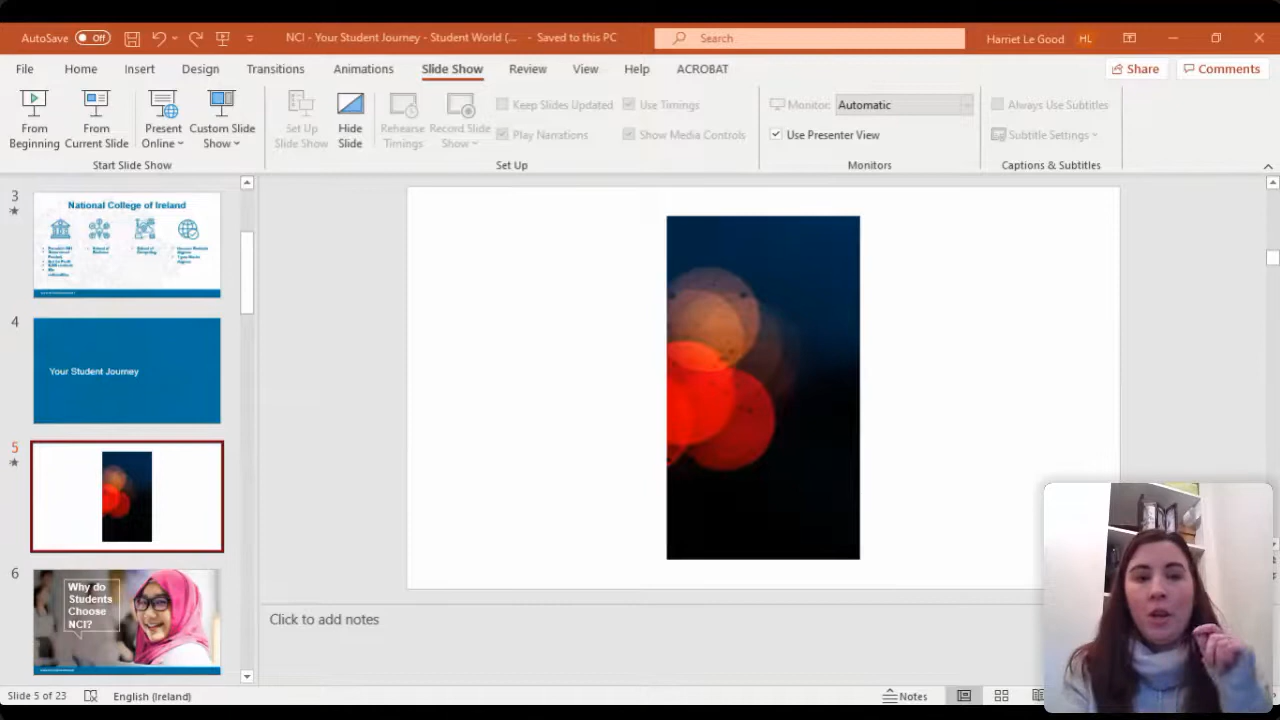 AutoSave Off
NCI - Your Student Journey - Student World (... - Saved to this PC
Search
Harriet Le Good HL
File Home Insert Design Transitions Animations Slide Show Review View Help ACROBAT Share Comments
From Beginning
From Current Slide
Present Online
Custom Slide Show
Set Up Slide Show
Hide Slide
Rehearse Timings
Record Slide Show
Keep Slides Updated
Play Narrations
Use Timings
Show Media Controls
Monitor: Automatic
Use Presenter View
Always Use Subtitles
Subtitle Settings
Start Slide Show Set Up Monitors Captions & Subtitles
3
National College of Ireland
4
Your Student Journey
5
6
Why do
Students
Choose
NCI?
Click to add notes
Slide 5 of 23 English (Ireland) Notes